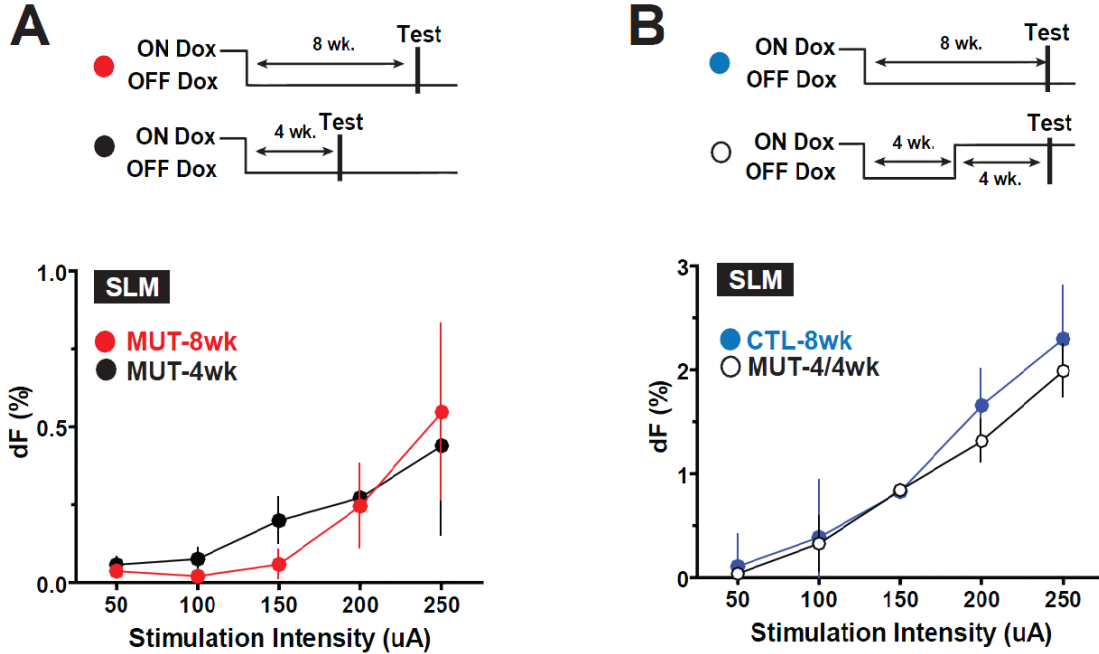 A
ON Dox
OFF Dox
8 wk.
Test
ON Dox
OFF Dox
4 wk.
Test
1.0
0.5
0.0
dF (%)
SLM
MUT-8wk
MUT-4wk
50 100 150 200 250
Stimulation Intensity (uA)
B
ON Dox
OFF Dox
8 wk.
Test
ON Dox
OFF Dox
4 wk.
4 wk.
Test
3
2
1
0
dF (%)
SLM
CTL-8wk
MUT-4/4wk
50 100 150 200 250
Stimulation Intensity (uA)